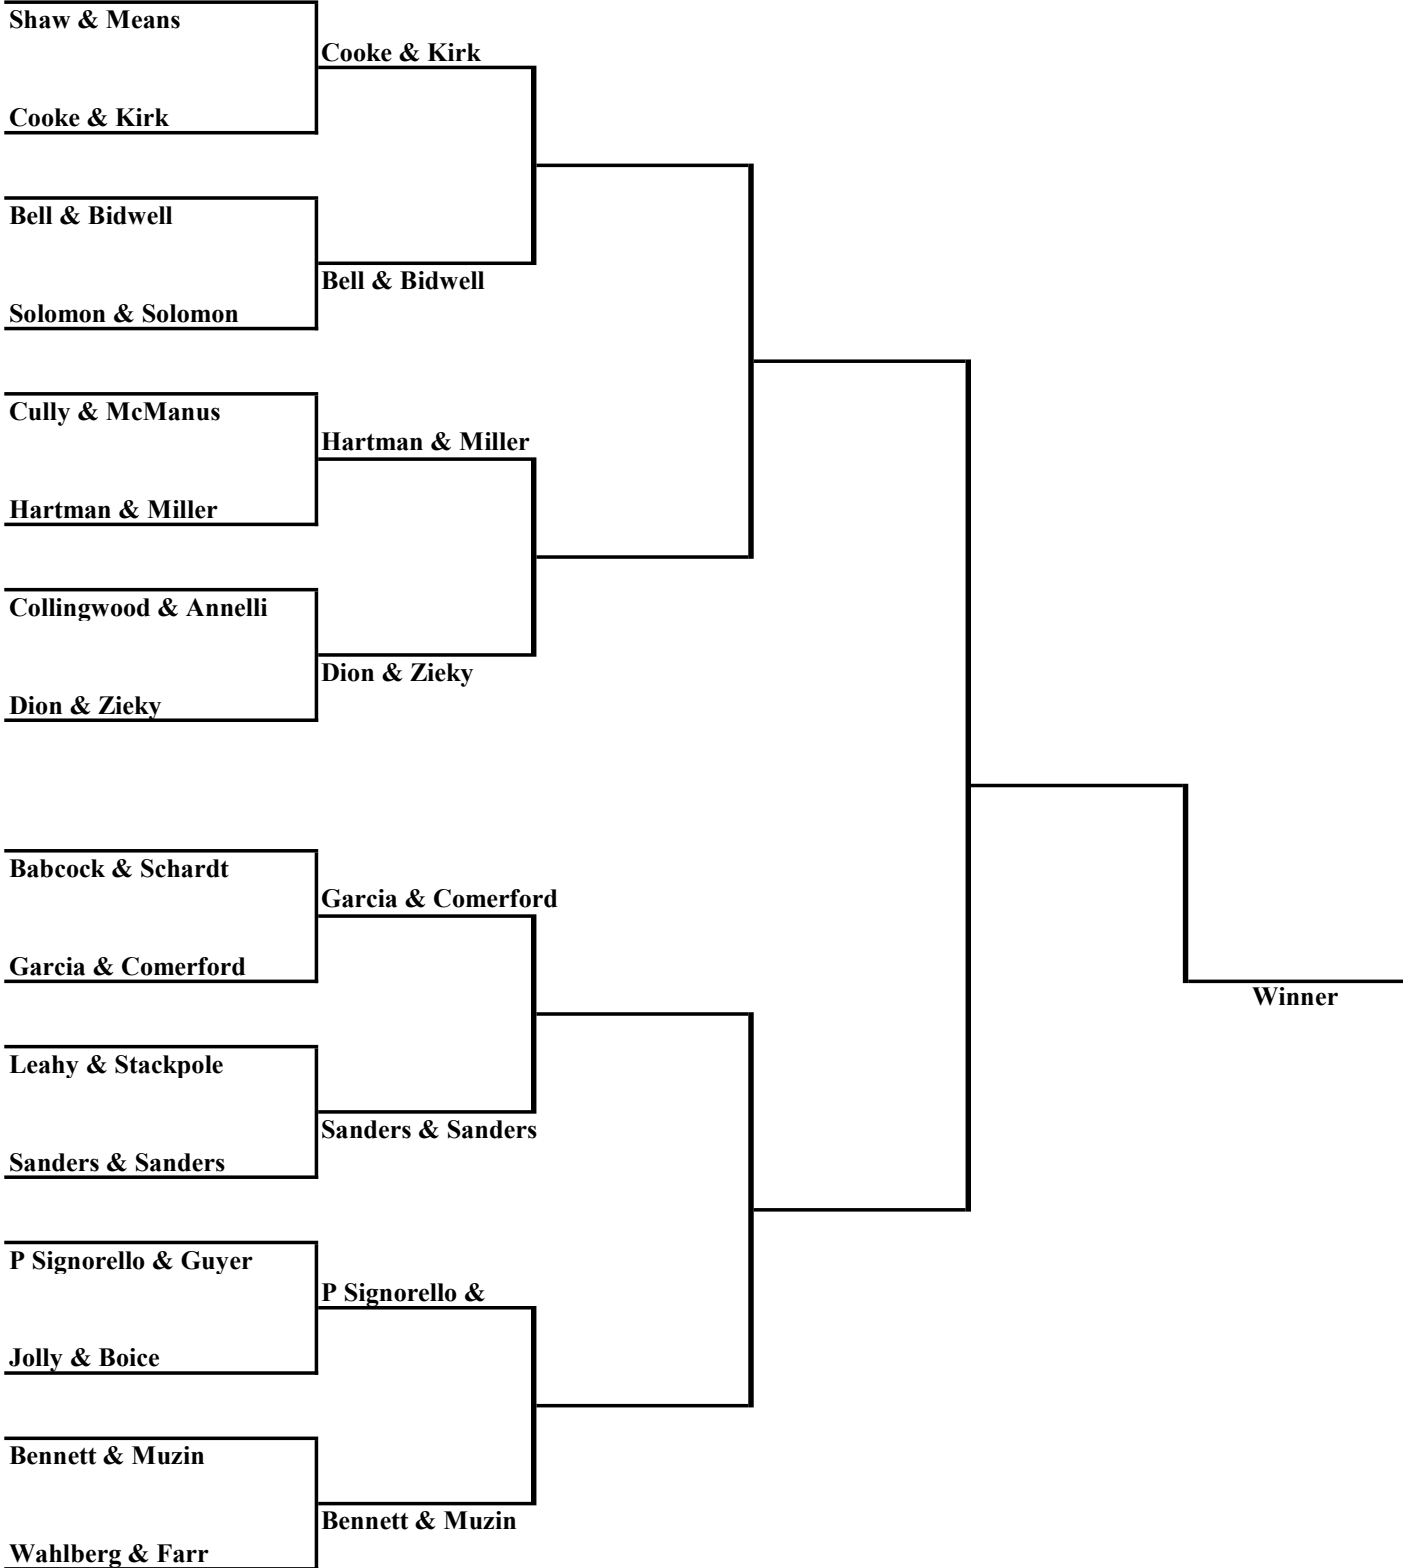 Shaw & Means
Cooke & Kirk
Cooke & Kirk
Bell & Bidwell
Bell & Bidwell
Solomon & Solomon
Cully & McManus
Hartman & Miller
Hartman & Miller
Collingwood & Annelli
Dion & Zieky
Dion & Zieky
Babcock & Schardt
Garcia & Comerford
Garcia & Comerford
Winner
Leahy & Stackpole
Sanders & Sanders
Sanders & Sanders
P Signorello & Guyer
P Signorello &
Jolly & Boice
Bennett & Muzin
Bennett & Muzin
Wahlberg & Farr